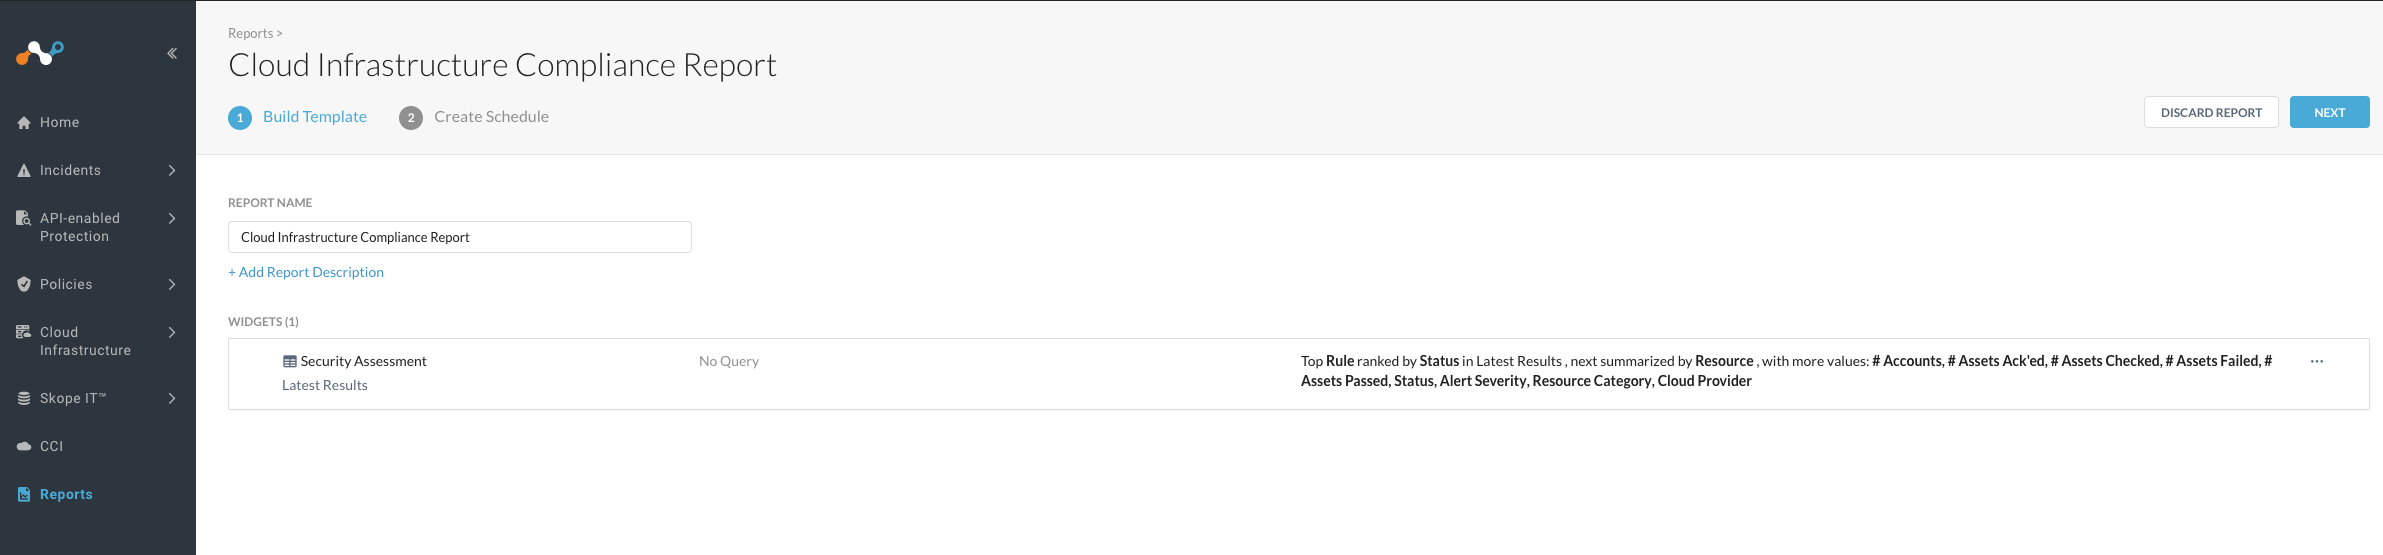 Reports >
Cloud Infrastructure Compliance Report
1 Build Template 2 Create Schedule
DISCARD REPORT NEXT
Home
Incidents
API-enabled
Protection
Policies
Cloud
Infrastructure
Skope IT™
CCI
Reports
REPORT NAME
Cloud Infrastructure Compliance Report
+ Add Report Description
WIDGETS (1)
Security Assessment
Latest Results
No Query
Top Rule ranked by Status in Latest Results , next summarized by Resource , with more values: # Accounts, # Assets Ack'ed, # Assets Checked, # Assets Failed, #
Assets Passed, Status, Alert Severity, Resource Category, Cloud Provider